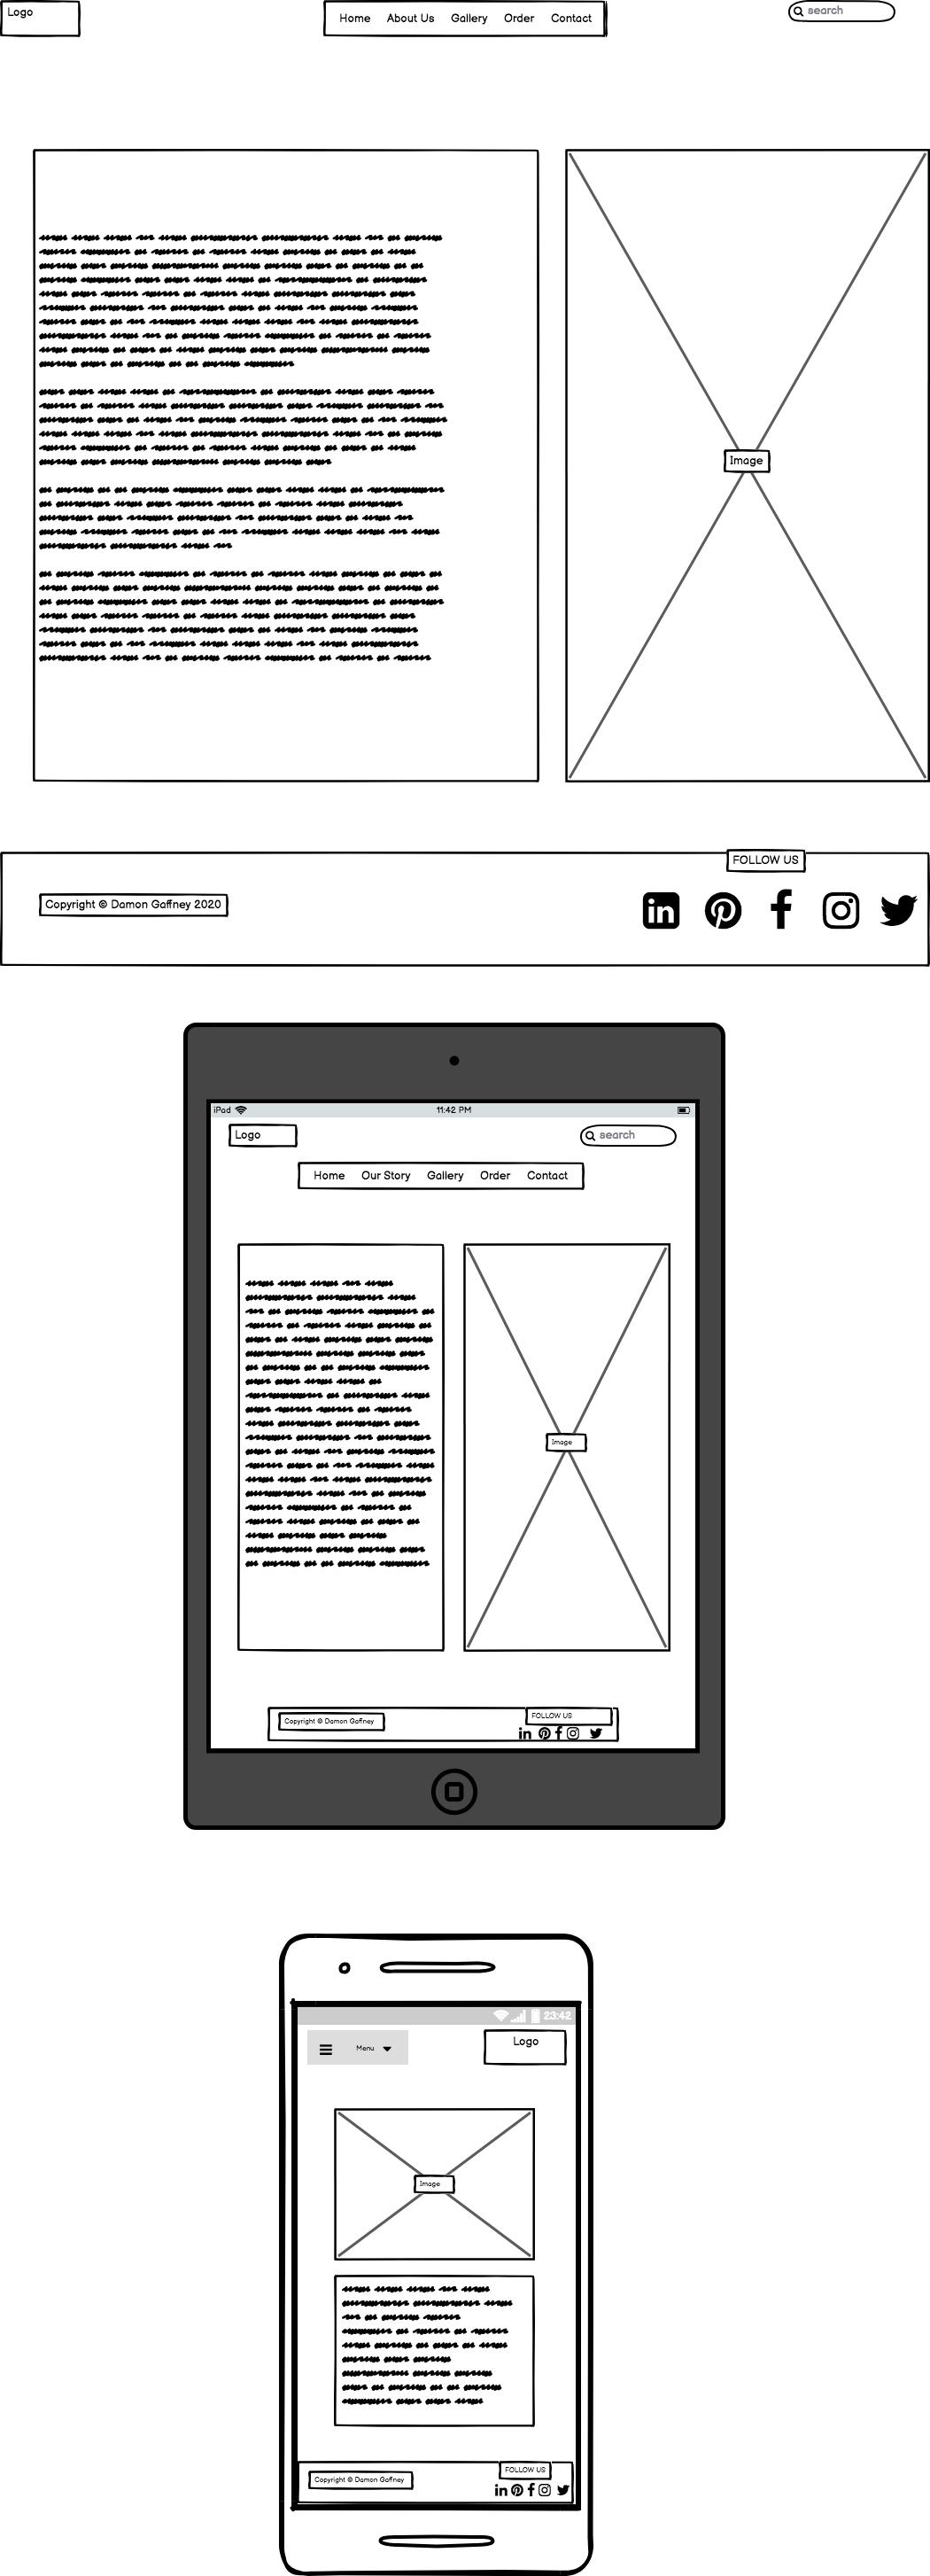 Logo
Home About Us Gallery Order Contact
search
Image
FOLLOW US
Copyright © Damon Gaffney 2020
iPad
11:42 PM
Logo
search
Home Our Story Gallery Order Contact
Image
Copyright © Damon Gaffney
FOLLOW US
23:42
Menu
Logo
Image
FOLLOW US
Copyright © Damon Gaffney